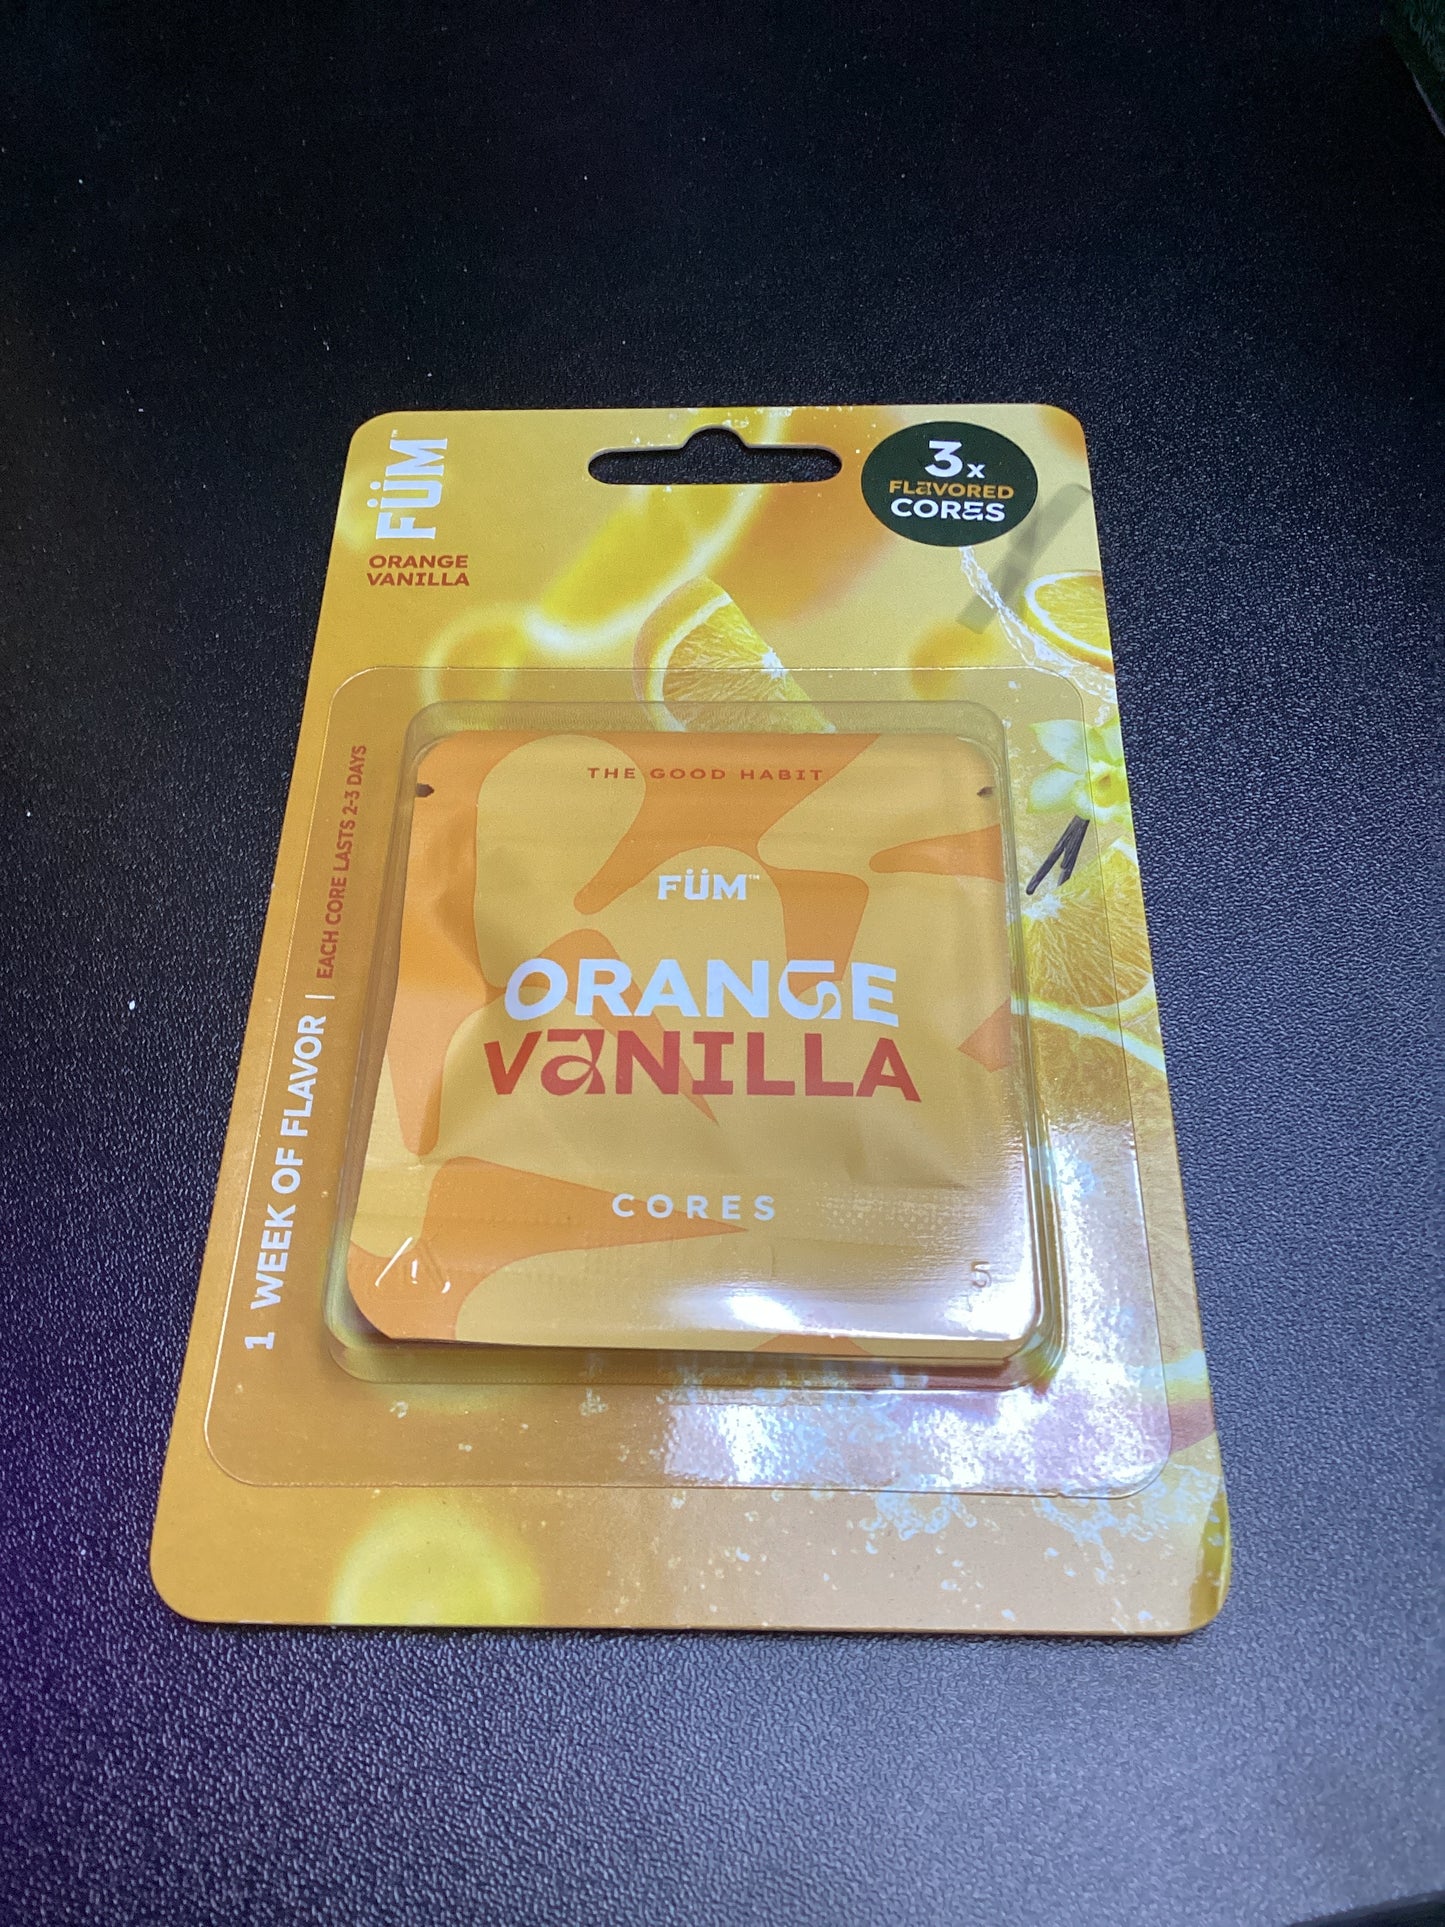 FÜM™
ORANGE
VANILLA
3x
FLAVORED
CORES
1 WEEK OF FLAVOR | EACH CORE LASTS 2-3 DAYS
THE GOOD HABIT
FÜM™
ORANGE
VANILLA
CORES
5